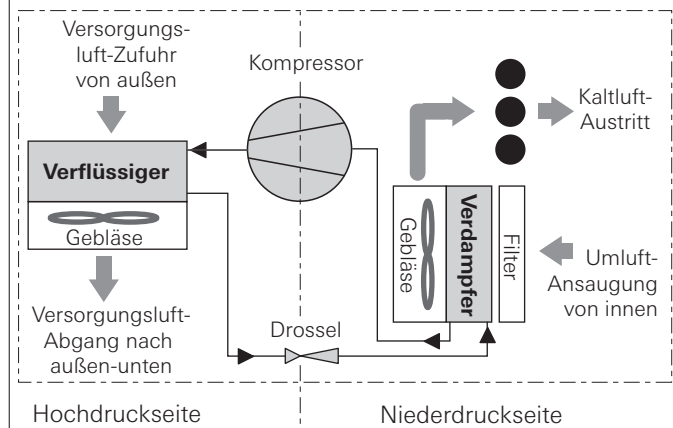 Versorgungs-
luft-Zufuhr
von außen
Kompressor
Kaltluft-
Austritt
Verflüssiger
Gebläse
Gebläse
Verdampfer
Filter
Umluft-
Ansaugung
von innen
Versorgungsluft-
Abgang nach
außen-unten
Drossel
Hochdruckseite
Niederdruckseite